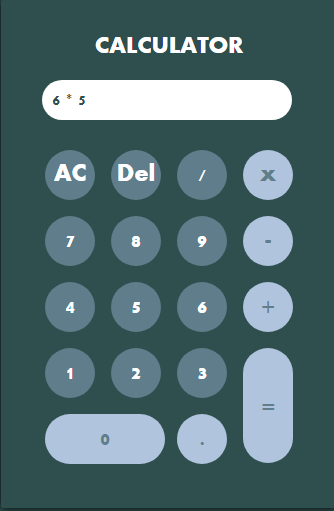 CALCULATOR
6 * 5
AC Del / x
7 8 9 -
4 5 6 +
1 2 3 =
0 .